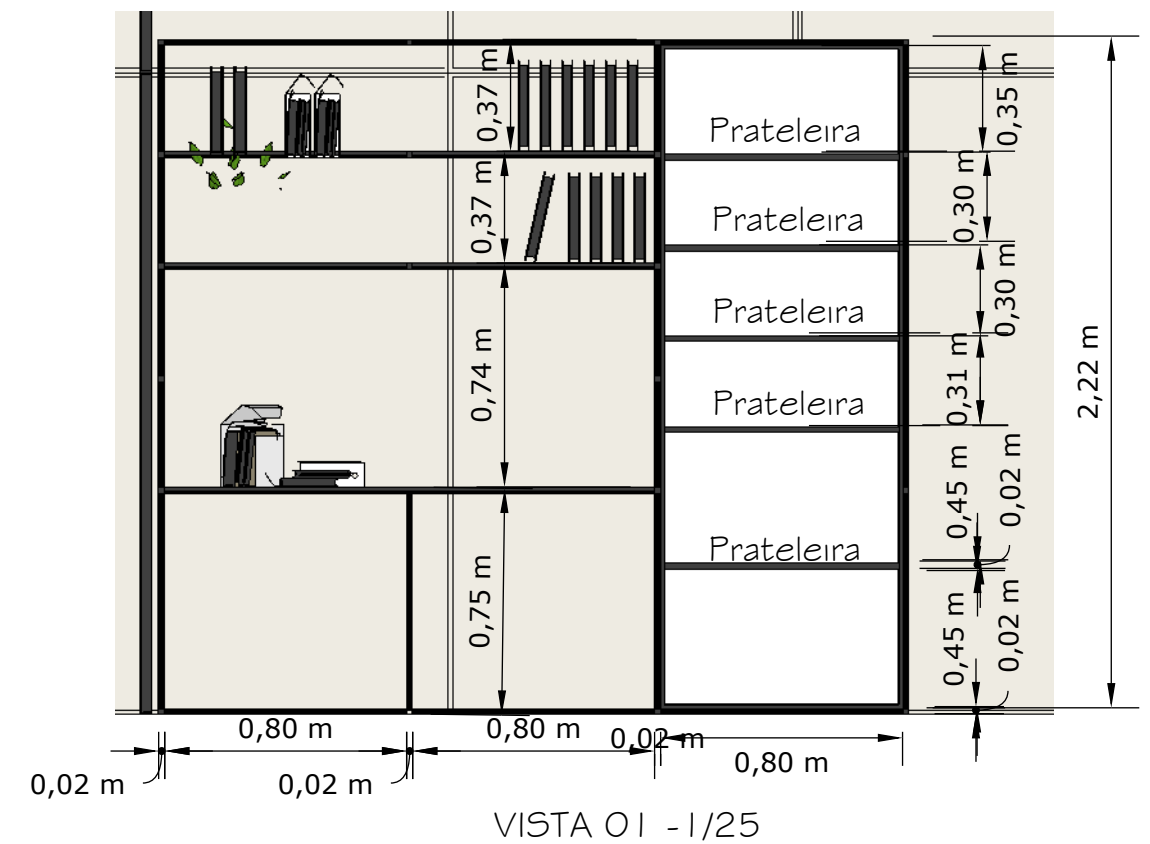 0,37 m
0,35 m
Prateleira
0,37 m
0,30 m
Prateleira
0,30 m
Prateleira
0,74 m
0,31 m
2,22 m
Prateleira
0,45 m
0,02 m
Prateleira
0,75 m
0,45 m
0,02 m
0,80 m
0,80 m
0,02 m
0,80 m
0,02 m
0,02 m
VISTA 01 -1/25